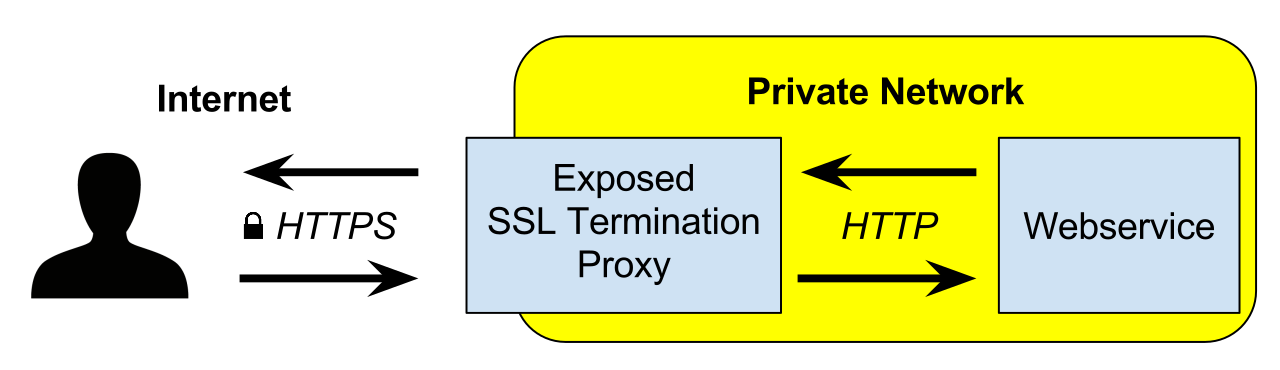 Internet
Private Network
Exposed
SSL Termination
Proxy
HTTPS
HTTP
Webservice